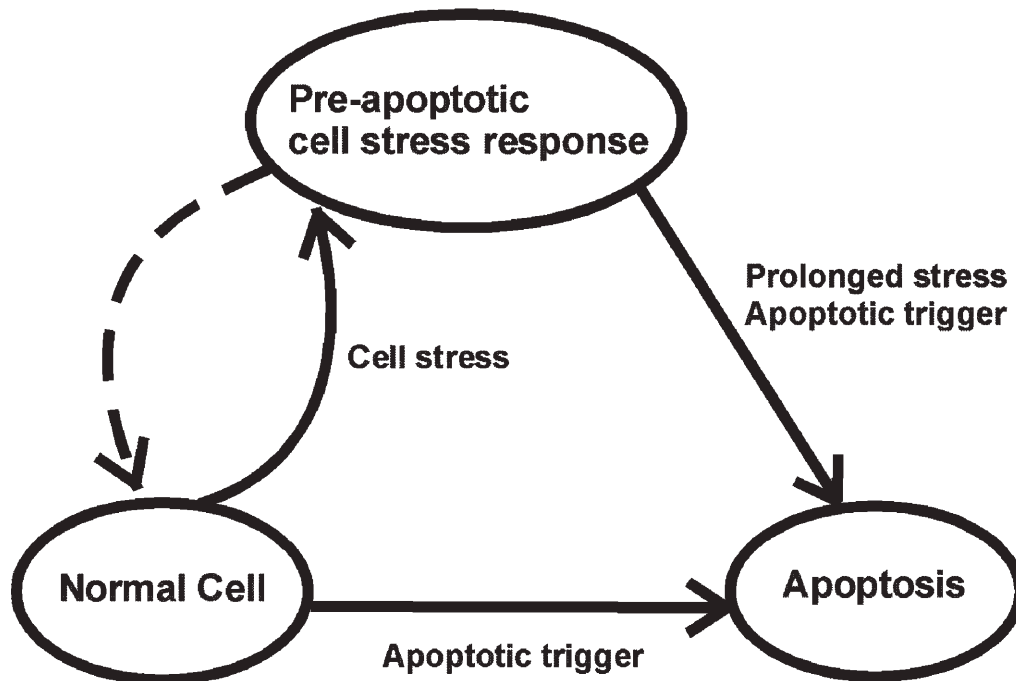 Pre-apoptotic
cell stress response
Prolonged stress
Apoptotic trigger
Cell stress
Normal Cell
Apoptosis
Apoptotic trigger